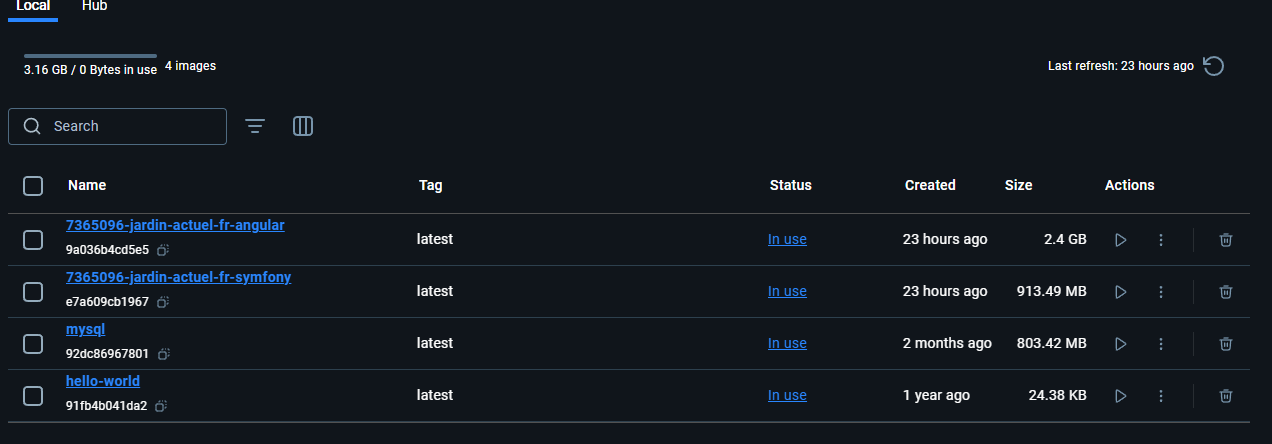 Local Hub
3.16 GB / 0 Bytes in use 4 images Last refresh: 23 hours ago
Search
Name Tag Status Created Size Actions
7365096-jardin-actuel-fr-angular
9a036b4cd5e5 latest In use 23 hours ago 2.4 GB
7365096-jardin-actuel-fr-symfony
e7a609cb1967 latest In use 23 hours ago 913.49 MB
mysql
92dc86967801 latest In use 2 months ago 803.42 MB
hello-world
91fb4b041da2 latest In use 1 year ago 24.38 KB